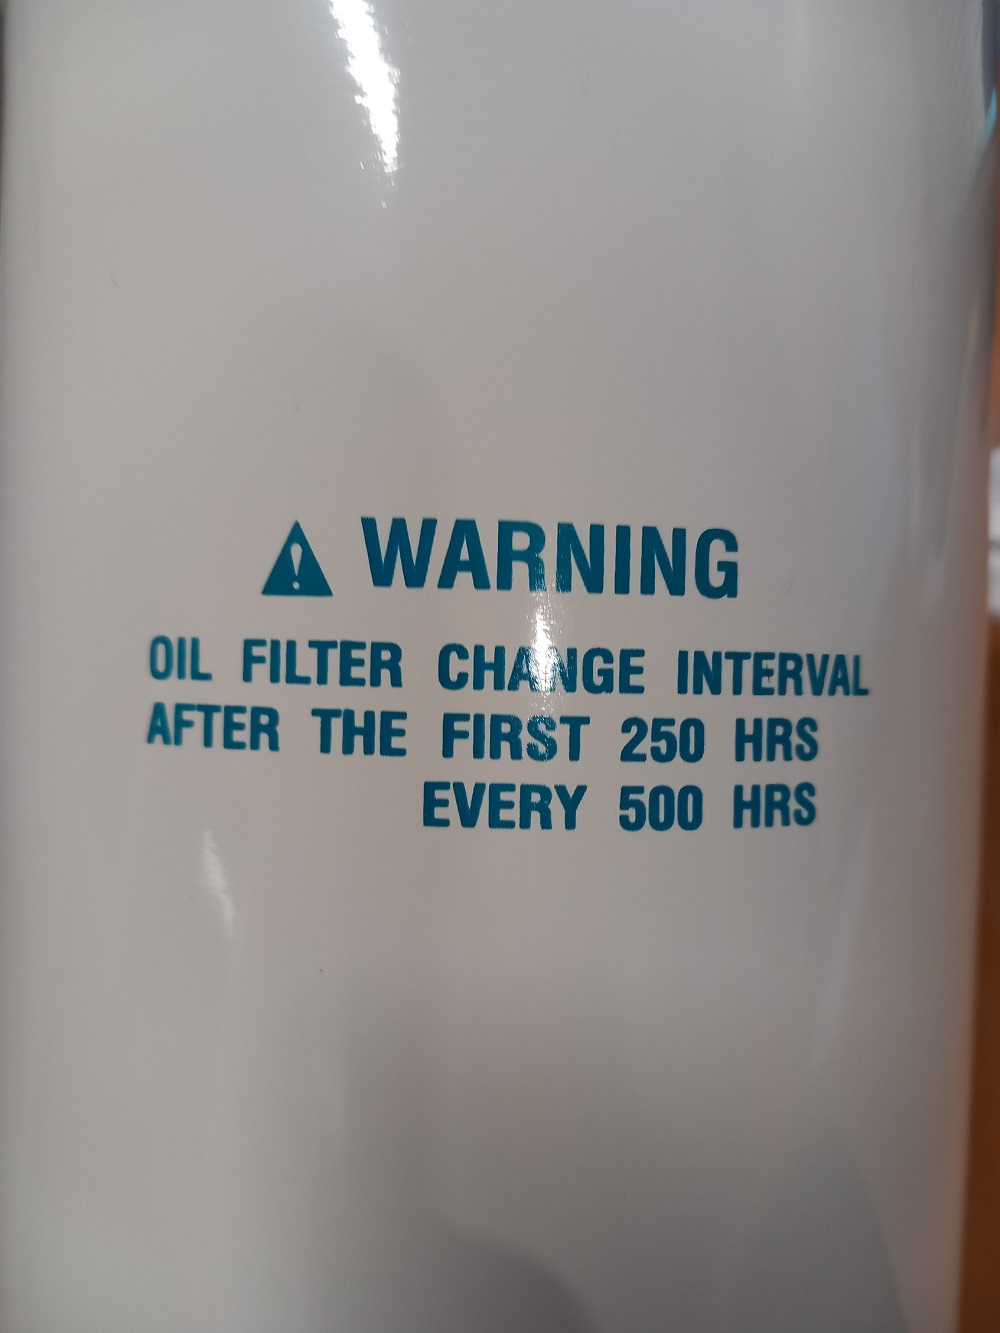 ⚠ WARNING
OIL FILTER CHANGE INTERVAL
AFTER THE FIRST 250 HRS
EVERY 500 HRS